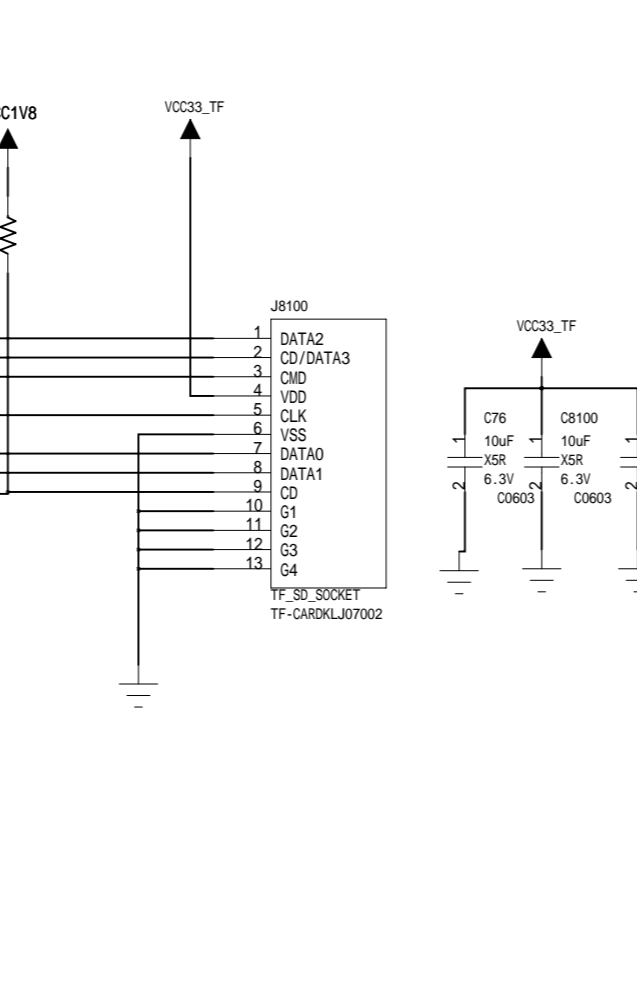 C1V8
VCC33_TF
J8100
1 DATA2
2 CD/DATA3
3 CMD
4 VDD
5 CLK
6 VSS
7 DATA0
8 DATA1
9 CD
10 G1
11 G2
12 G3
13 G4
TF_SD_SOCKET
TF-CARDKLJ07002
VCC33_TF
C76
1 10uF
X5R
2 6.3V
C0603
C8100
1 10uF
X5R
2 6.3V
C0603
1
2